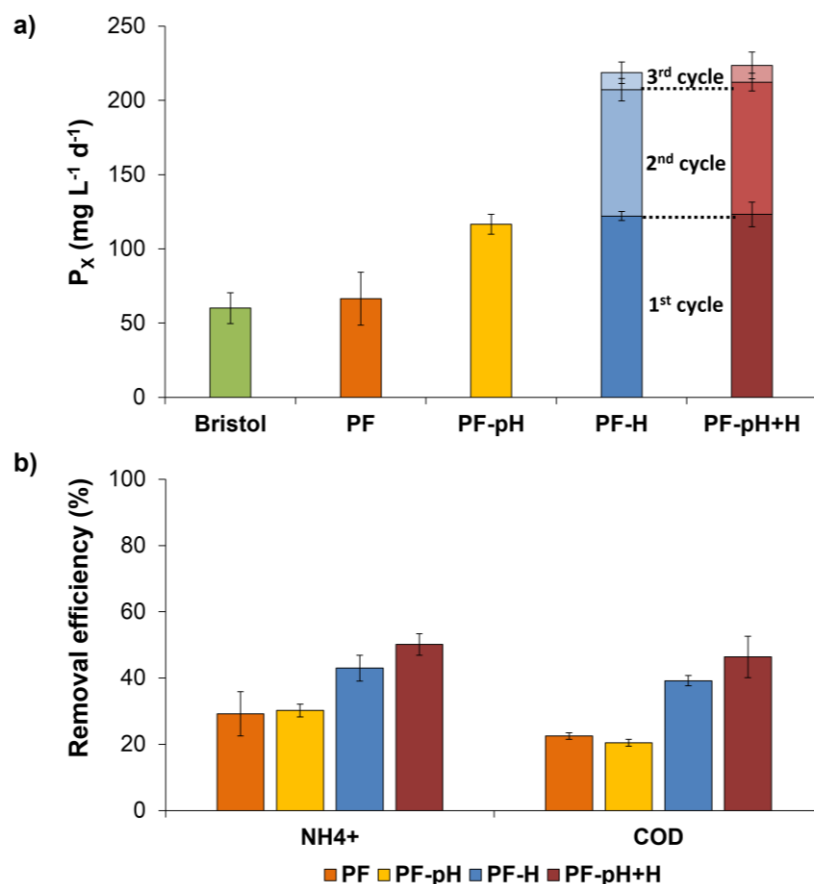 a)
Pₓ (mg L⁻¹ d⁻¹)
250
200
150
100
50
0
3ʳᵈ cycle
2ⁿᵈ cycle
1ˢᵗ cycle
Bristol PF PF-pH PF-H PF-pH+H
b)
Removal efficiency (%)
100
80
60
40
20
0
NH4+ COD
PF PF-pH PF-H PF-pH+H